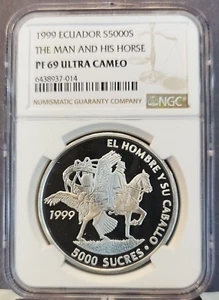 1999 ECUADOR S5000S
THE MAN AND HIS HORSE
PF 69 ULTRA CAMEO
6438937-014
NUMISMATIC GUARANTY COMPANY
NGC
EL HOMBRE Y SU CABALLO
1999
5000 SUCRES